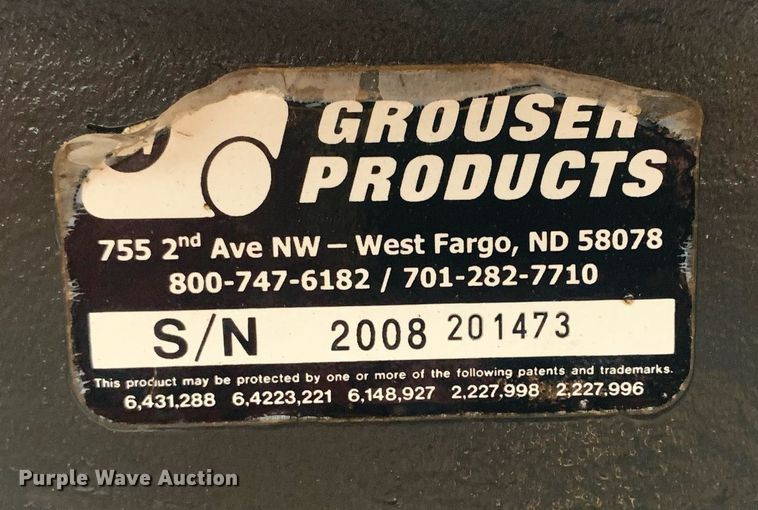 GROUSER
PRODUCTS
755 2nd Ave NW – West Fargo, ND 58078
800-747-6182 / 701-282-7710
S/N 2008 201473
This product may be protected by one or more of the following patents and trademarks.
6,431,288 6,4223,221 6,148,927 2,227,998 2,227,996
Purple Wave Auction